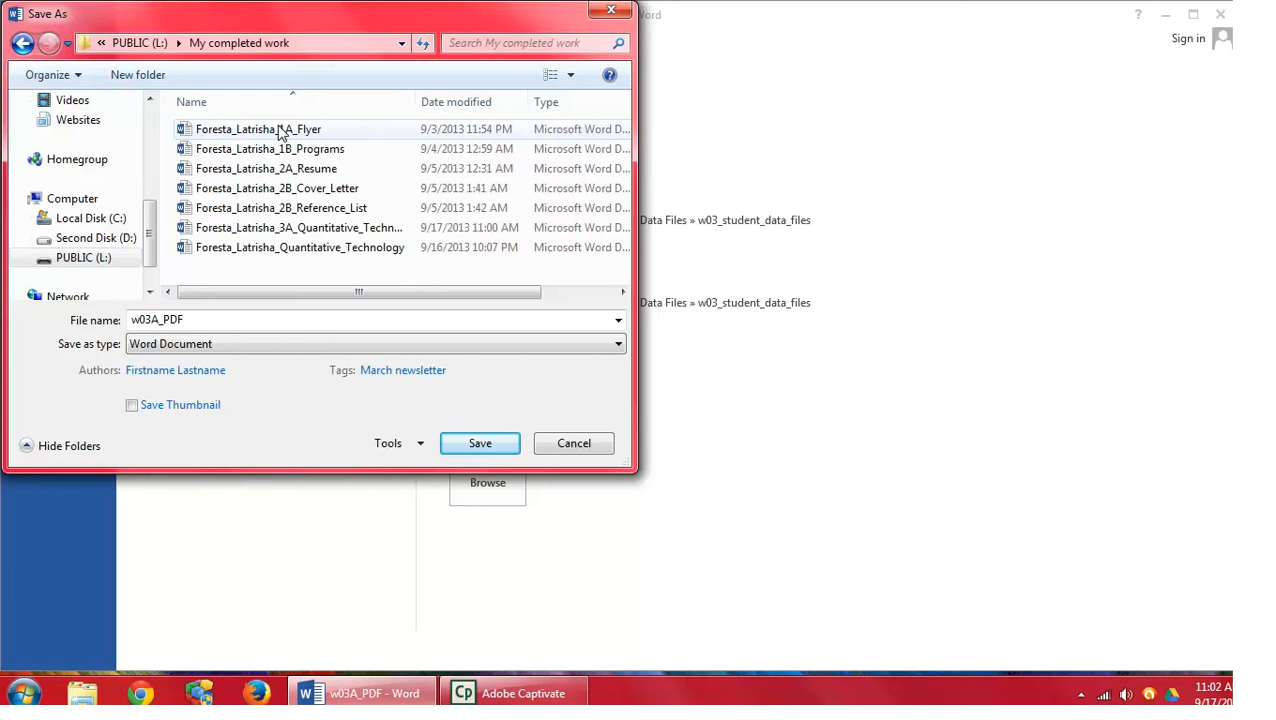 Save As
Word
Sign in
« PUBLIC (L:) My completed work
Search My completed work
Organize
New folder
Name
Date modified
Type
Videos
Websites
Homegroup
Computer
Local Disk (C:)
Second Disk (D:)
PUBLIC (L:)
Network
Foresta_Latrisha_1A_Flyer 9/3/2013 11:54 PM Microsoft Word D...
Foresta_Latrisha_1B_Programs 9/4/2013 12:59 AM Microsoft Word D...
Foresta_Latrisha_2A_Resume 9/5/2013 12:31 AM Microsoft Word D...
Foresta_Latrisha_2B_Cover_Letter 9/5/2013 1:41 AM Microsoft Word D...
Foresta_Latrisha_2B_Reference_List 9/5/2013 1:42 AM Microsoft Word D...
Foresta_Latrisha_3A_Quantitative_Techn... 9/17/2013 11:00 AM Microsoft Word D...
Foresta_Latrisha_Quantitative_Technology 9/16/2013 10:07 PM Microsoft Word D...
Data Files » w03_student_data_files
Data Files » w03_student_data_files
File name: w03A_PDF
Save as type: Word Document
Authors: Firstname Lastname
Tags: March newsletter
Save Thumbnail
Hide Folders
Tools
Save
Cancel
Browse
w03A_PDF - Word
Cp Adobe Captivate
11:02 A
9/17/20